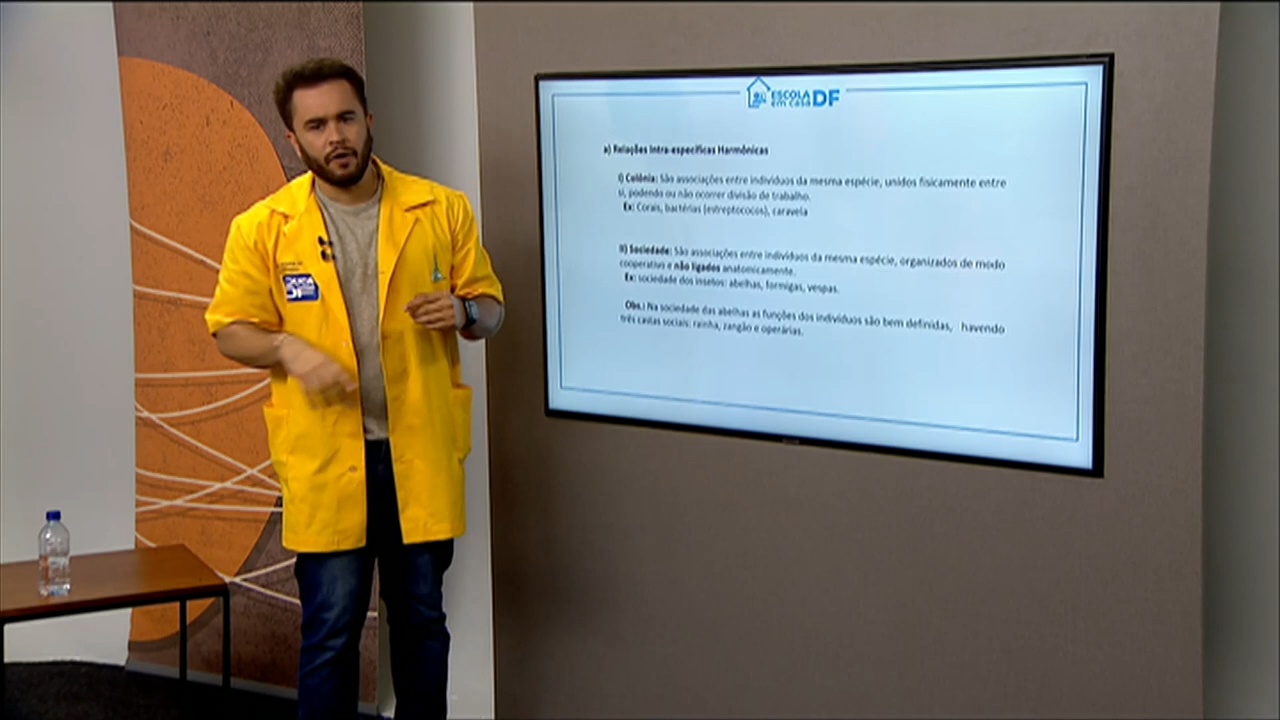 ESCOLA
em casa DF
a) Relações Intra-específicas Harmônicas
I) Colônia: São associações entre indivíduos da mesma espécie, unidos fisicamente entre
si, podendo ou não ocorrer divisão de trabalho.
Ex: Corais, bactérias (estreptococos), caravela
II) Sociedade: São associações entre indivíduos da mesma espécie, organizados de modo
cooperativo e não ligados anatomicamente.
Ex: sociedade dos insetos: abelhas, formigas, vespas.
Obs.: Na sociedade das abelhas as funções dos indivíduos são bem definidas, havendo
três castas sociais: rainha, zangão e operárias.
DF